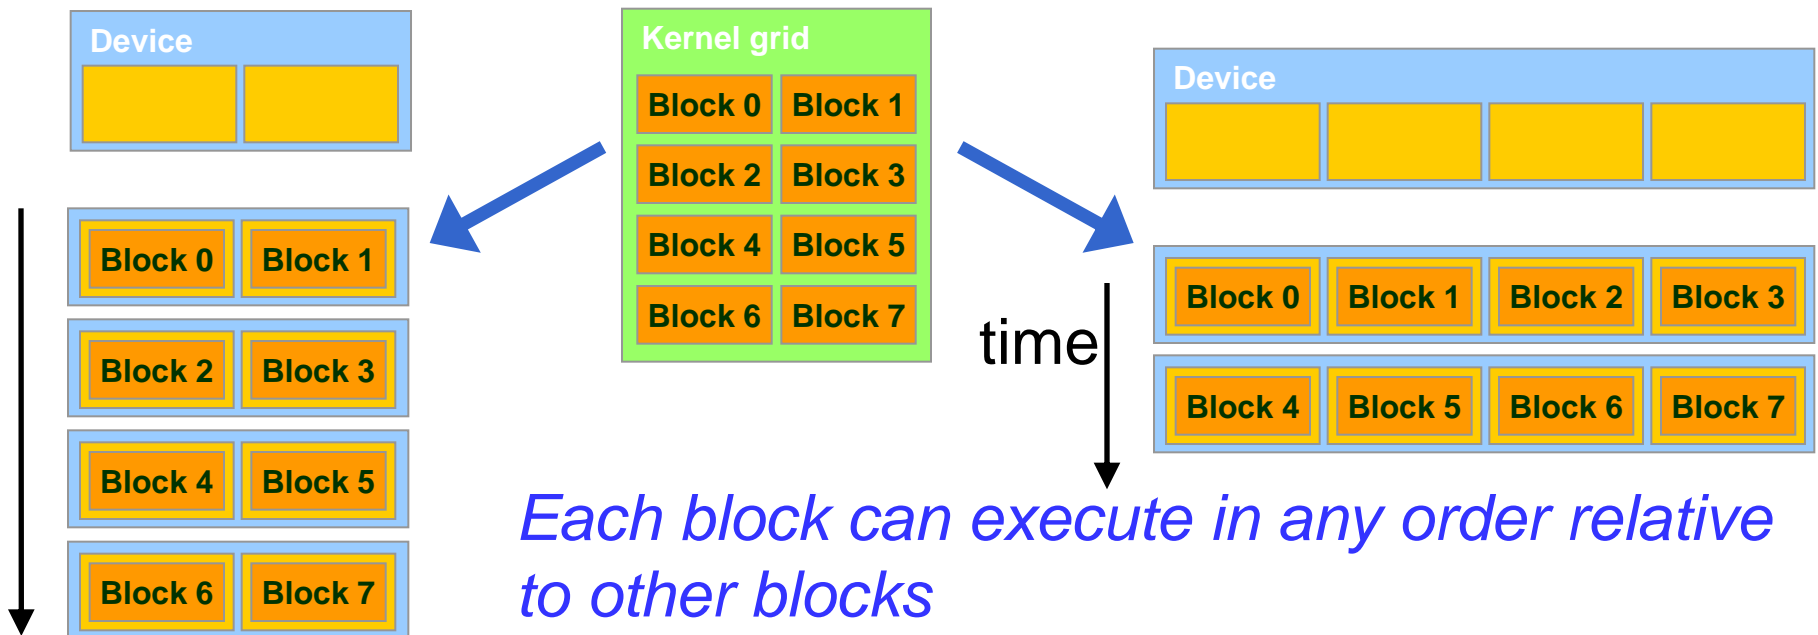 Device
Block 0 Block 1
Block 2 Block 3
Block 4 Block 5
Block 6 Block 7
Kernel grid
Block 0 Block 1
Block 2 Block 3
Block 4 Block 5
Block 6 Block 7
Device
time
Block 0 Block 1 Block 2 Block 3
Block 4 Block 5 Block 6 Block 7
Each block can execute in any order relative
to other blocks